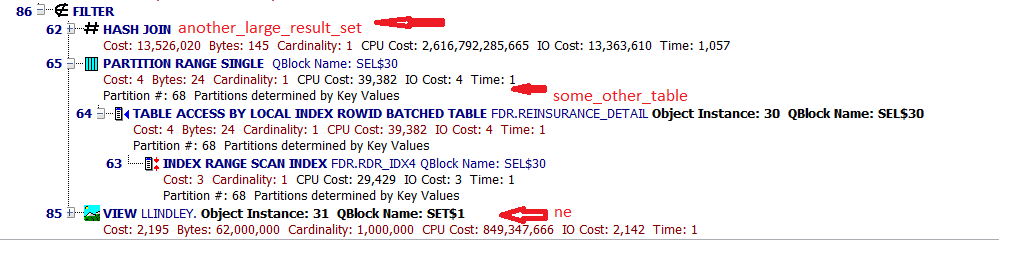 86 FILTER
62 HASH JOIN another_large_result_set
Cost: 13,526,020 Bytes: 145 Cardinality: 1 CPU Cost: 2,616,792,285,665 IO Cost: 13,363,610 Time: 1,057
65 PARTITION RANGE SINGLE QBlock Name: SEL$30
Cost: 4 Bytes: 24 Cardinality: 1 CPU Cost: 39,382 IO Cost: 4 Time: 1
Partition #: 68 Partitions determined by Key Values
some_other_table
64 TABLE ACCESS BY LOCAL INDEX ROWID BATCHED TABLE FDR.REINSURANCE_DETAIL Object Instance: 30 QBlock Name: SEL$30
Cost: 4 Bytes: 24 Cardinality: 1 CPU Cost: 39,382 IO Cost: 4 Time: 1
Partition #: 68 Partitions determined by Key Values
63 INDEX RANGE SCAN INDEX FDR.RDR_IDX4 QBlock Name: SEL$30
Cost: 3 Cardinality: 1 CPU Cost: 29,429 IO Cost: 3 Time: 1
Partition #: 68 Partitions determined by Key Values
85 VIEW LLINDLEY. Object Instance: 31 QBlock Name: SET$1 ne
Cost: 2,195 Bytes: 62,000,000 Cardinality: 1,000,000 CPU Cost: 849,347,666 IO Cost: 2,142 Time: 1